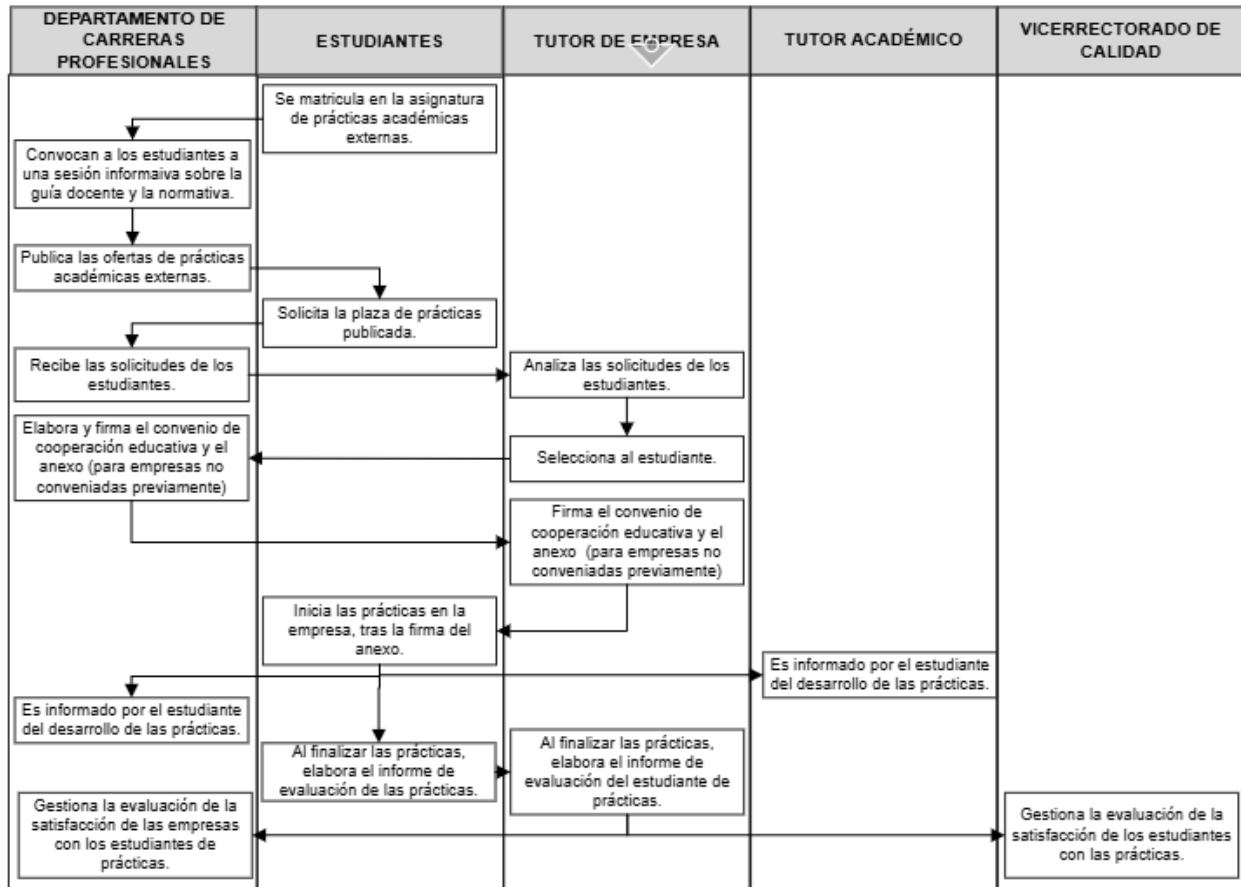 DEPARTAMENTO DE
CARRERAS
PROFESIONALES
ESTUDIANTES
TUTOR DE EMPRESA
TUTOR ACADÉMICO
VICERRECTORADO DE
CALIDAD
Se matricula en la asignatura
de prácticas académicas
externas.
Convocan a los estudiantes a
una sesión informaiva sobre la
guía docente y la normativa.
Publica las ofertas de prácticas
académicas externas.
Solicita la plaza de prácticas
publicada.
Recibe las solicitudes de los
estudiantes.
Analiza las solicitudes de los
estudiantes.
Elabora y firma el convenio de
cooperación educativa y el
anexo (para empresas no
conveniadas previamente)
Selecciona al estudiante.
Firma el convenio de
cooperación educativa y el
anexo (para empresas no
conveniadas previamente)
Inicia las prácticas en la
empresa, tras la firma del
anexo.
Es informado por el estudiante
del desarrollo de las prácticas.
Es informado por el estudiante
del desarrollo de las prácticas.
Al finalizar las prácticas,
elabora el informe de
evaluación de las prácticas.
Al finalizar las prácticas,
elabora el informe de
evaluación del estudiante de
prácticas.
Gestiona la evaluación de la
satisfacción de las empresas
con los estudiantes de
prácticas.
Gestiona la evaluación de la
satisfacción de los estudiantes
con las prácticas.